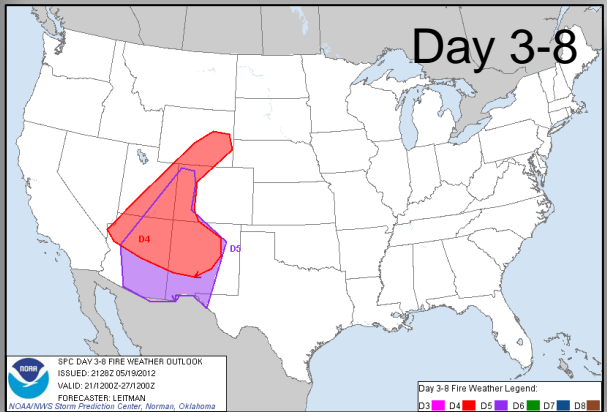 Day 3-8
D4
D5
NOAA
SPC DAY 3-8 FIRE WEATHER OUTLOOK
ISSUED: 2128Z 05/19/2012
VALID: 21/1200Z-27/1200Z
FORECASTER: LEITMAN
NOAA/NWS Storm Prediction Center, Norman, Oklahoma
Day 3-8 Fire Weather Legend:
D3 D4 D5 D6 D7 D8